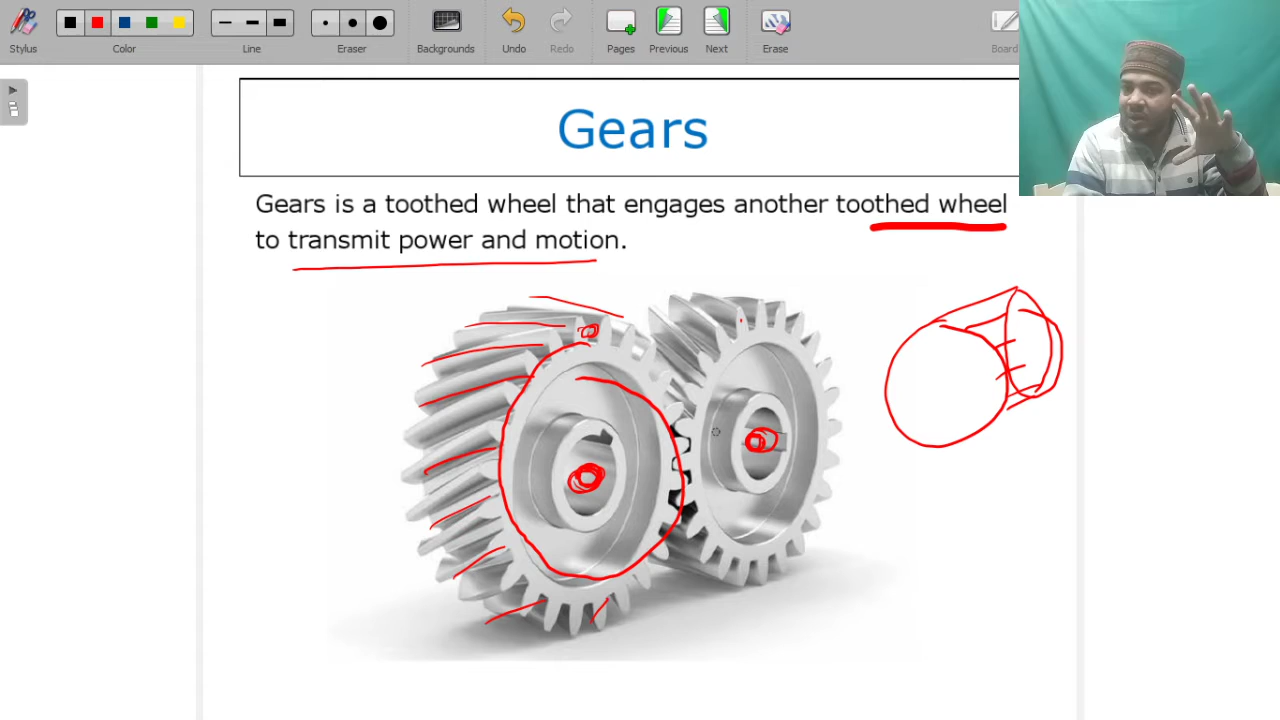 Stylus
Color
Line
Eraser
Backgrounds
Undo
Redo
Pages
Previous
Next
Erase
Board
Gears
Gears is a toothed wheel that engages another toothed wheel
to transmit power and motion.